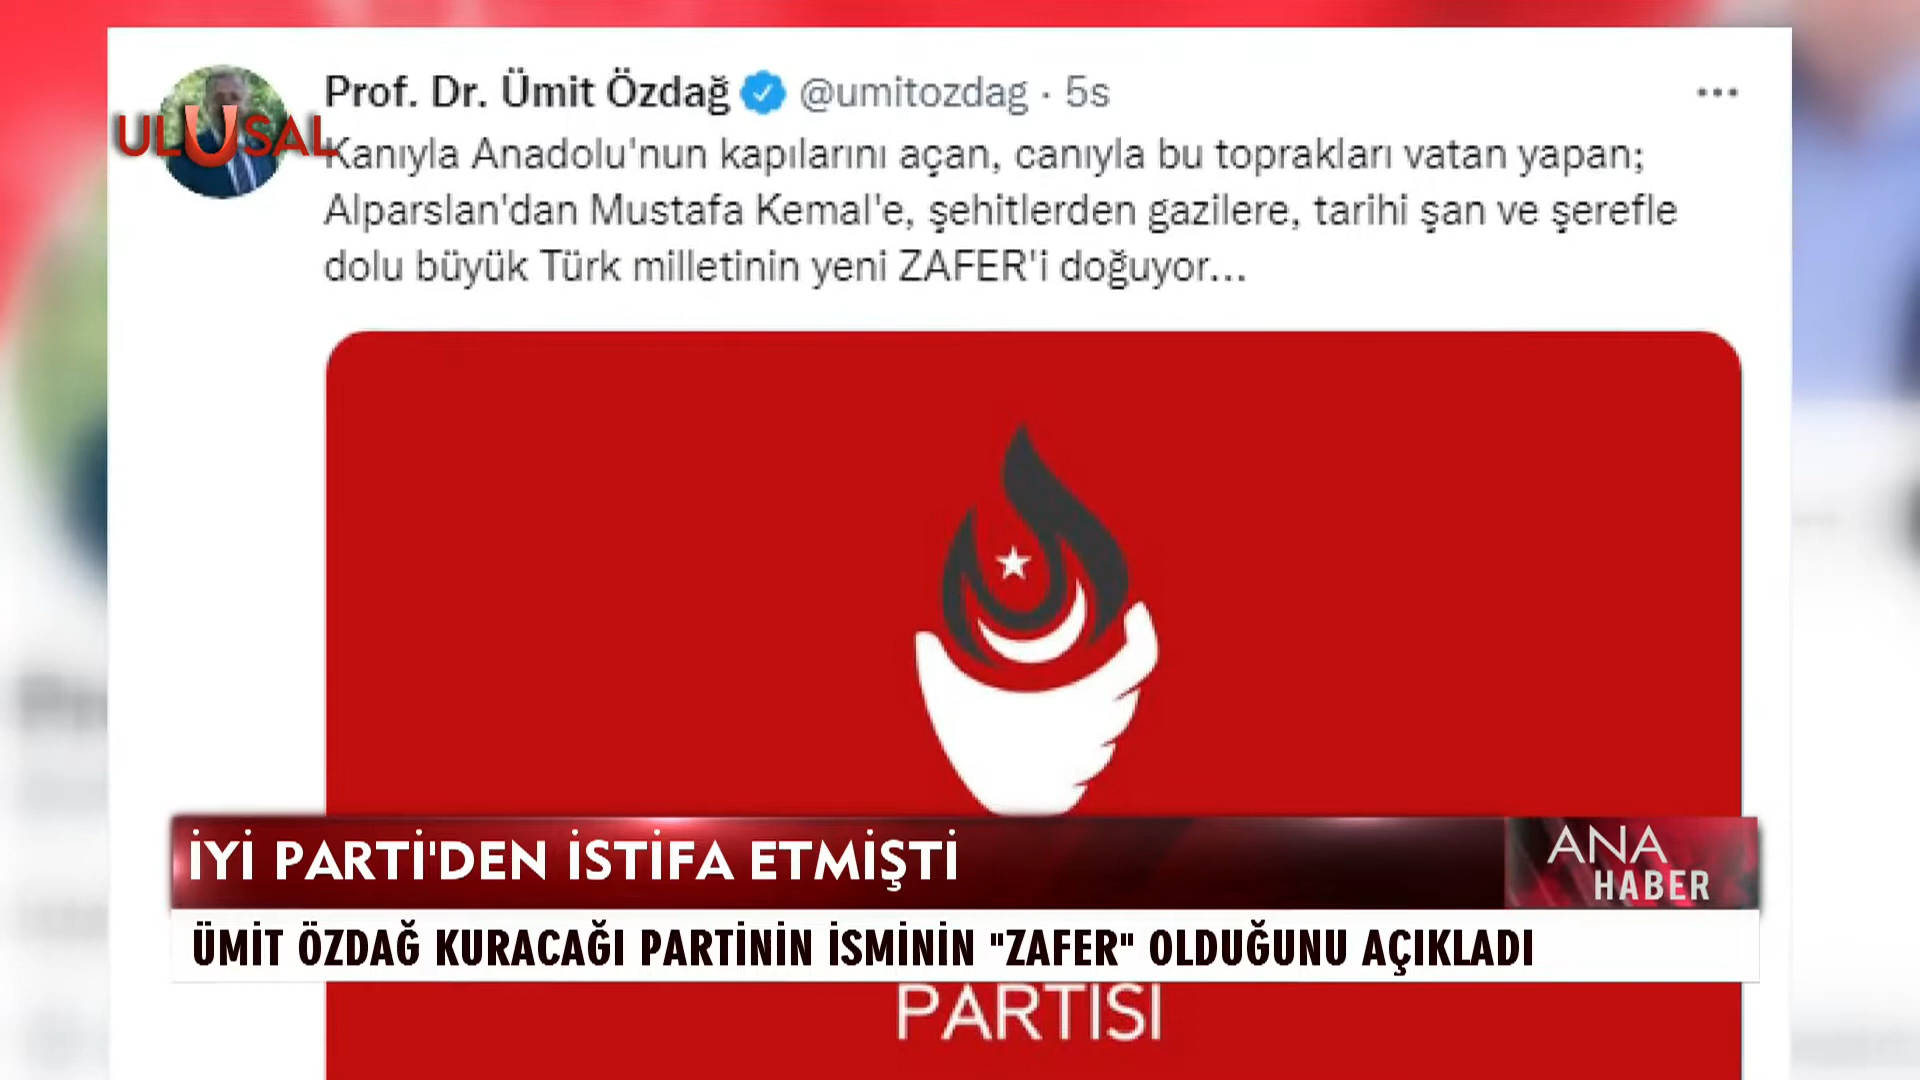 Prof. Dr. Ümit Özdağ @umitozdag · 5s
ULUSAL
Kanıyla Anadolu'nun kapılarını açan, canıyla bu toprakları vatan yapan;
Alparslan'dan Mustafa Kemal'e, şehitlerden gazilere, tarihi şan ve şerefle
dolu büyük Türk milletinin yeni ZAFER'i doğuyor...
İYİ PARTİ'DEN İSTİFA ETMİŞTİ
ANA
HABER
ÜMİT ÖZDAĞ KURACAĞI PARTİNİN İSMİNİN "ZAFER" OLDUĞUNU AÇIKLADI
PARTİSİ